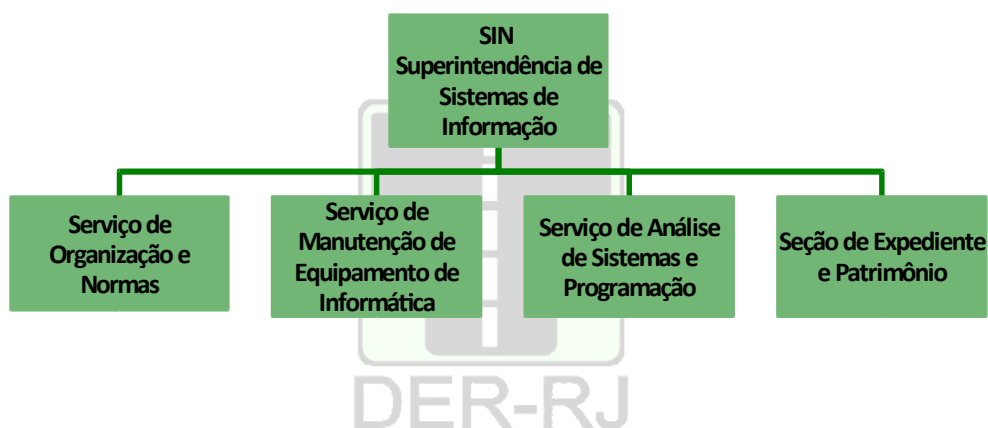 SIN
Superintendência de
Sistemas de
Informação
Serviço de
Organização e
Normas
Serviço de
Manutenção de
Equipamento de
Informática
Serviço de Análise
de Sistemas e
Programação
Seção de Expediente
e Patrimônio
DER-RJ